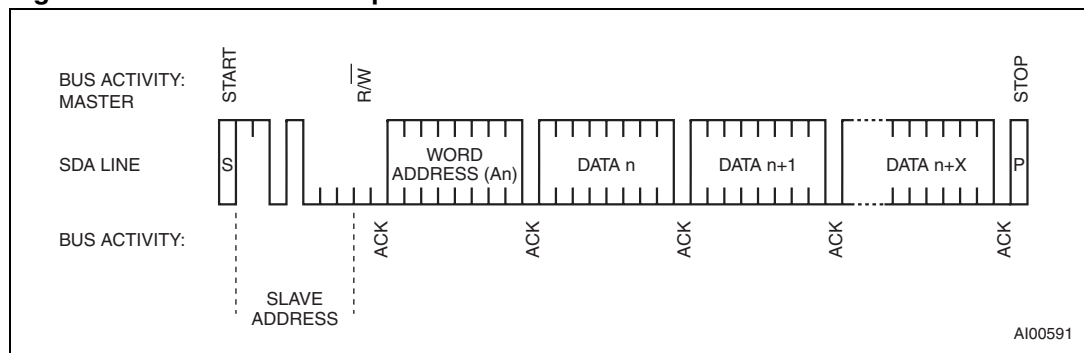 BUS ACTIVITY:
MASTER
START
R/W
STOP
SDA LINE
S
WORD
ADDRESS (An)
DATA n
DATA n+1
DATA n+X
P
BUS ACTIVITY:
ACK
ACK
ACK
ACK
ACK
SLAVE
ADDRESS
AI00591